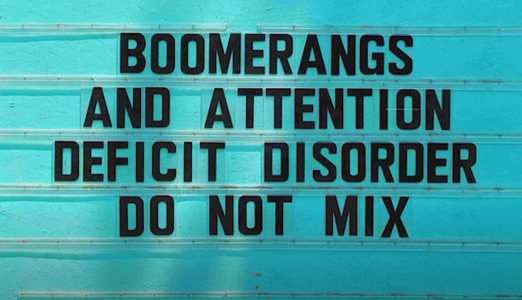 BOOMERANGS
AND ATTENTION
DEFICIT DISORDER
DO NOT MIX